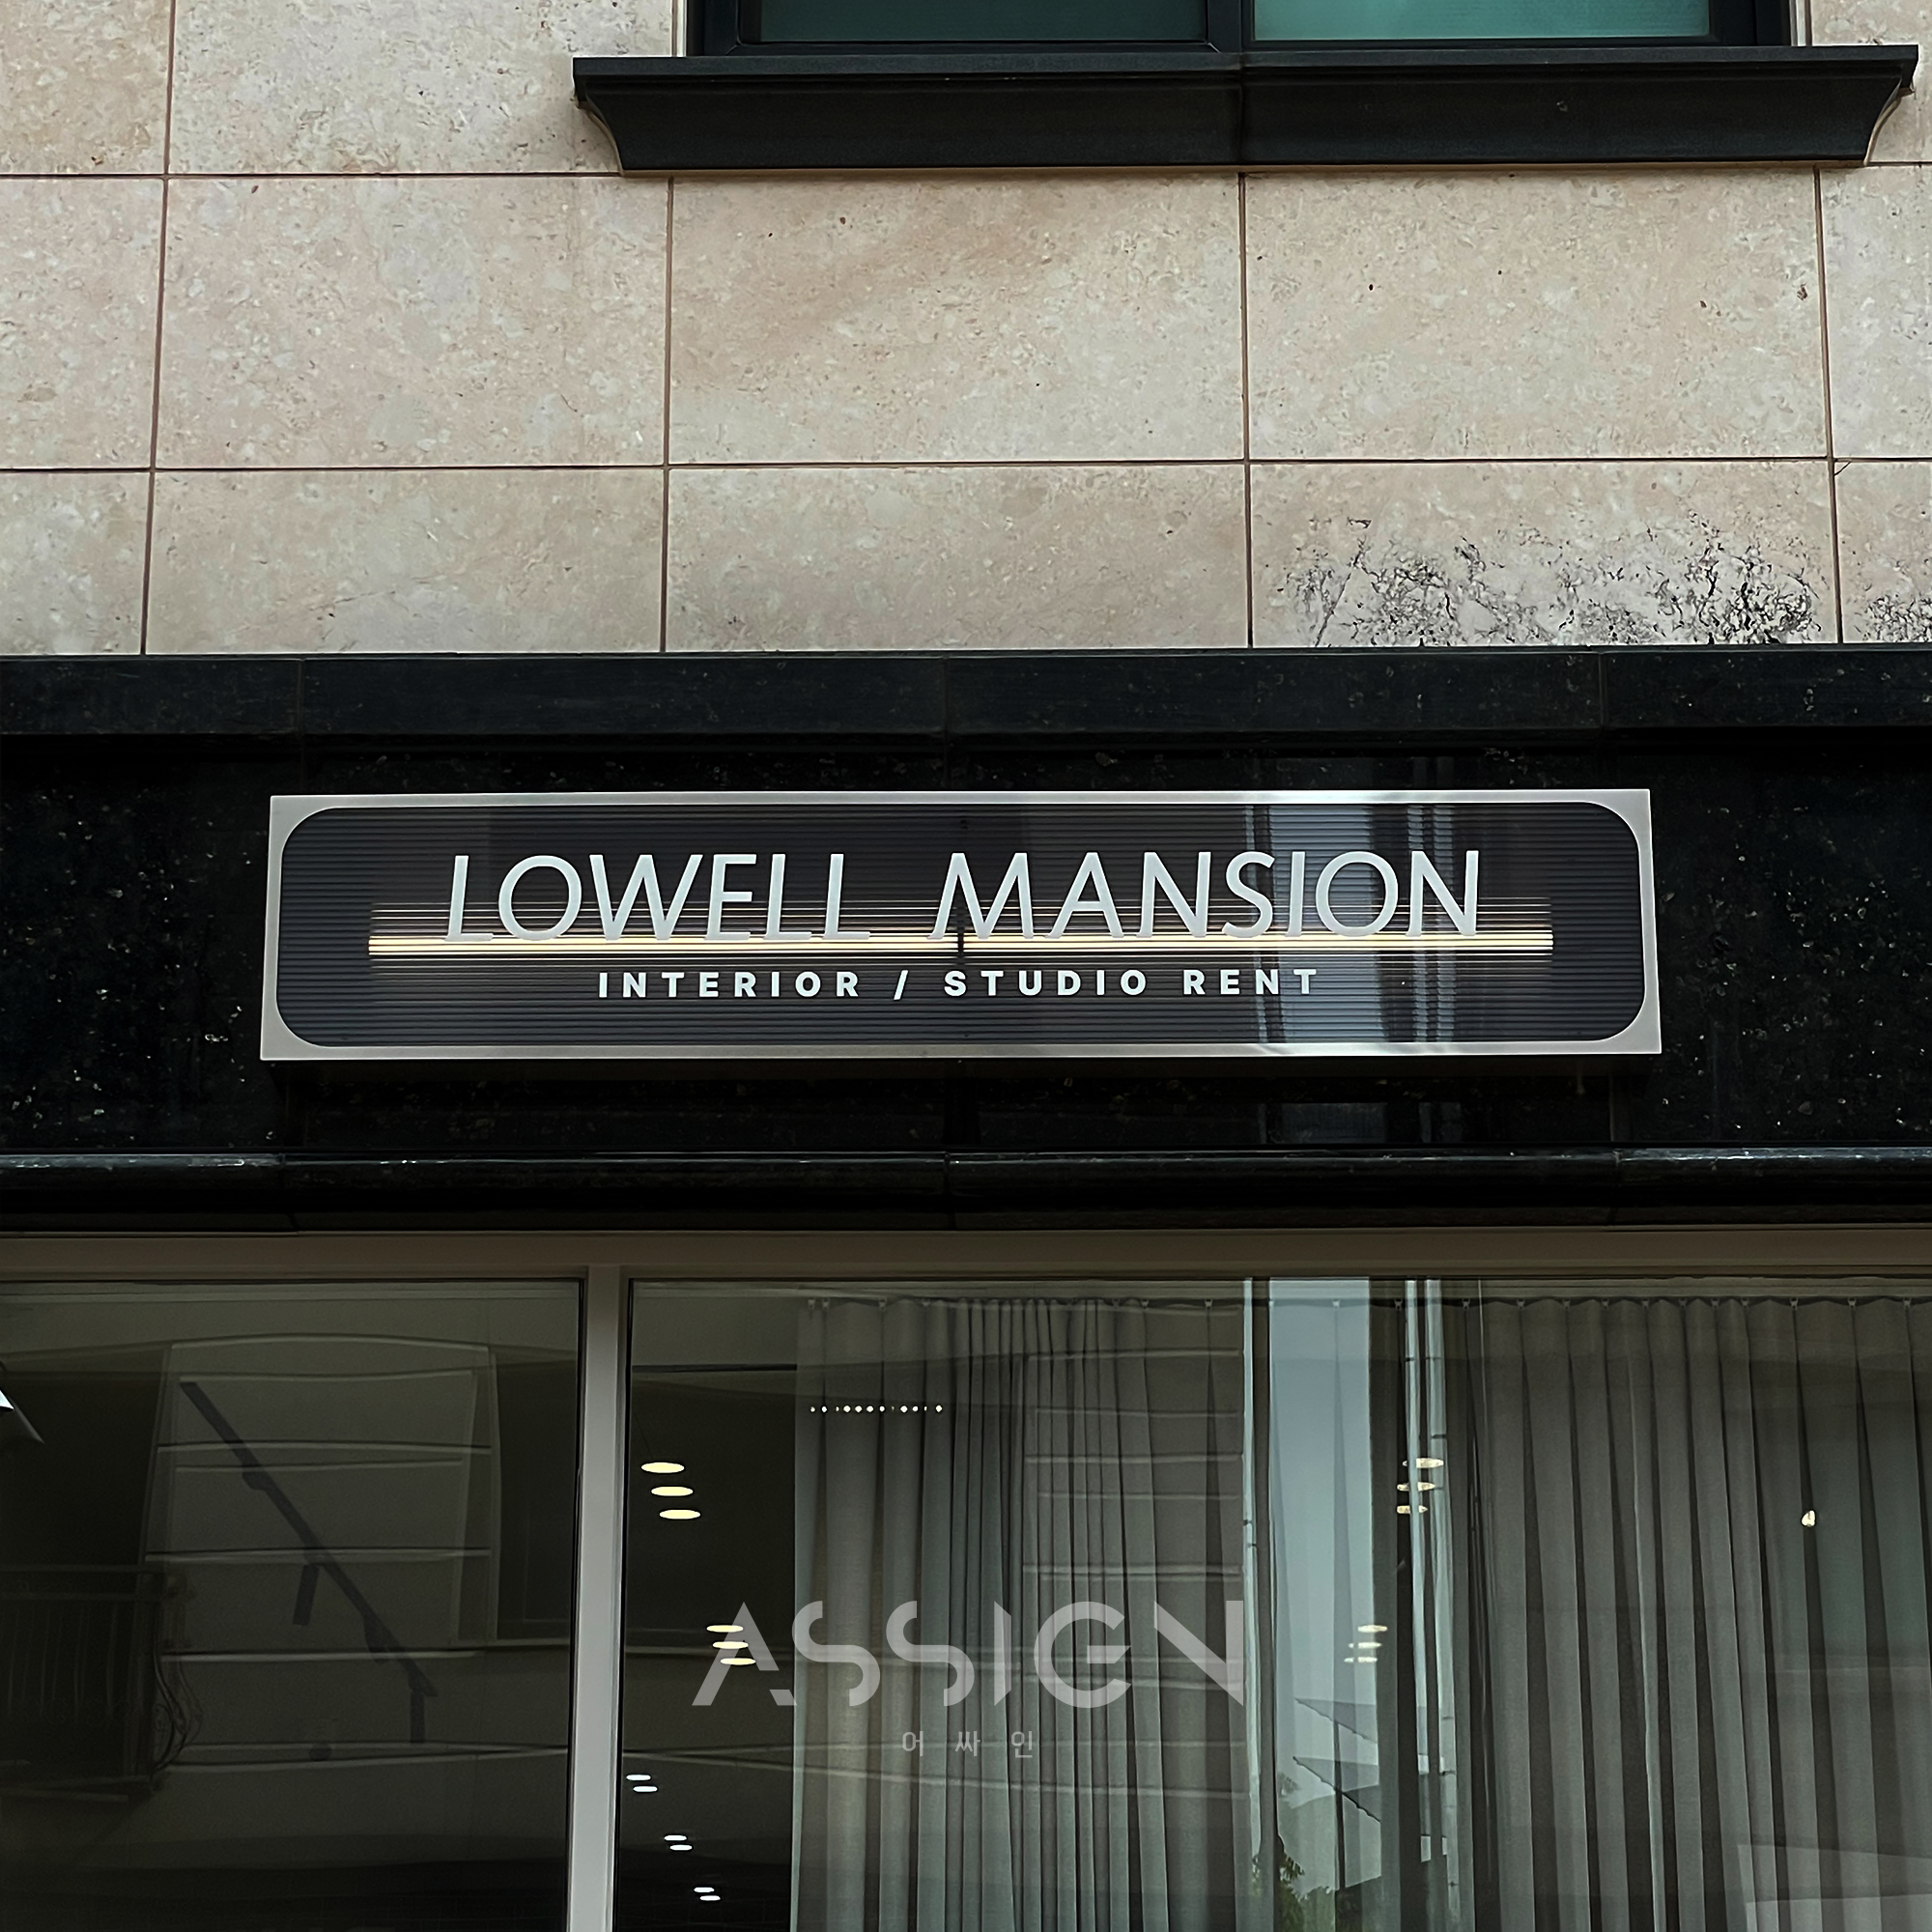 LOWELL MANSION
INTERIOR / STUDIO RENT
ASSIGN
어싸인